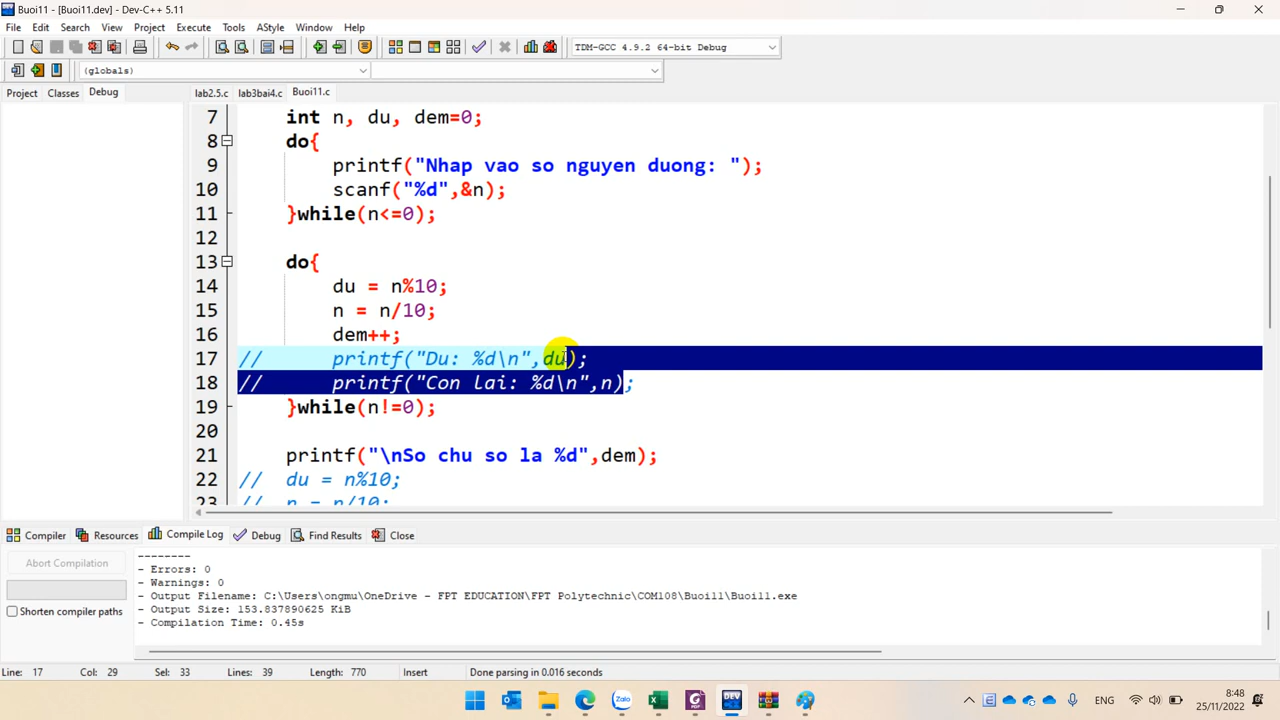 Buoi11 - [Buoi11.dev] - Dev-C++ 5.11
File Edit Search View Project Execute Tools AStyle Window Help
TDM-GCC 4.9.2 64-bit Debug
(globals)
Project Classes Debug lab2.5.c lab3bai4.c Buoi11.c
7 int n, du, dem=0;
8 do{
9 printf("Nhap vao so nguyen duong: ");
10 scanf("%d",&n);
11 }while(n<=0);
12
13 do{
14 du = n%10;
15 n = n/10;
16 dem++;
17 // printf("Du: %d\n",du);
18 // printf("Con lai: %d\n",n);
19 }while(n!=0);
20
21 printf("\nSo chu so la %d",dem);
22 // du = n%10;
23 // n = n/10;
Compiler Resources Compile Log Debug Find Results Close
Abort Compilation
Shorten compiler paths
--------
- Errors: 0
- Warnings: 0
- Output Filename: C:\Users\ongmu\OneDrive - FPT EDUCATION\FPT Polytechnic\COM108\Buoi11\Buoi11.exe
- Output Size: 153.837890625 KiB
- Compilation Time: 0.45s
Line: 17 Col: 29 Sel: 33 Lines: 39 Length: 770 Insert Done parsing in 0.016 seconds
Zalo PDF DEV ENG 8:48
25/11/2022